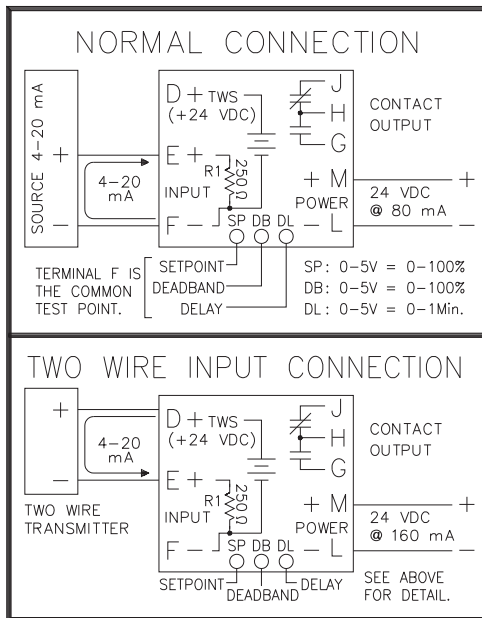 NORMAL CONNECTION
SOURCE 4-20 mA
+
-
4-20
mA
D + TWS
(+24 VDC)
E +
R1
250Ω
INPUT
F -
SP DB DL
J
H
G
+ M
POWER
- L
CONTACT
OUTPUT
+
24 VDC
@ 80 mA
-
TERMINAL F IS
THE COMMON
TEST POINT.
SETPOINT
DEADBAND
DELAY
SP: 0-5V = 0-100%
DB: 0-5V = 0-100%
DL: 0-5V = 0-1Min.
TWO WIRE INPUT CONNECTION
+
-
4-20
mA
TWO WIRE
TRANSMITTER
D + TWS
(+24 VDC)
E +
R1
250Ω
INPUT
F -
SP DB DL
J
H
G
+ M
POWER
- L
CONTACT
OUTPUT
+
24 VDC
@ 160 mA
-
SETPOINT
DEADBAND
DELAY
SEE ABOVE
FOR DETAIL.